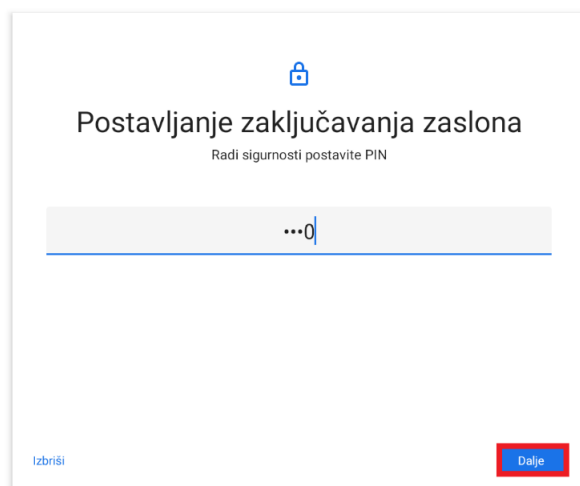 Postavljanje zaključavanja zaslona
Radi sigurnosti postavite PIN
•••0
Izbriši
Dalje